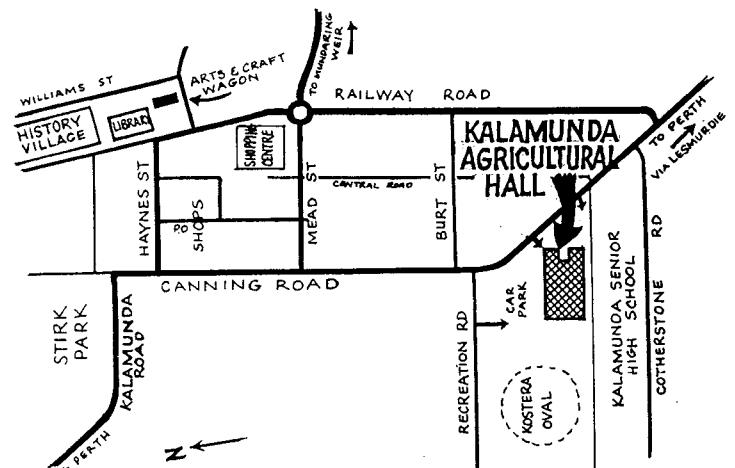 TO MUNDARING
WEIR
WILLIAMS ST
ARTS & CRAFT
WAGON
HISTORY
VILLAGE
LIBRARY
RAILWAY ROAD
SHOPPING
CENTRE
KALAMUNDA
AGRICULTURAL
HALL
TO PERTH
VIA LESMURDIE
HAYNES ST
P.O
SHOPS
MEAD ST
CENTRAL ROAD
BURT ST
CANNING ROAD
STIRK
PARK
KALAMUNDA
ROAD
PERTH
N
RECREATION RD
CAR
PARK
KOSTERA
OVAL
KALAMUNDA SENIOR
HIGH SCHOOL
COTHERSTONE RD